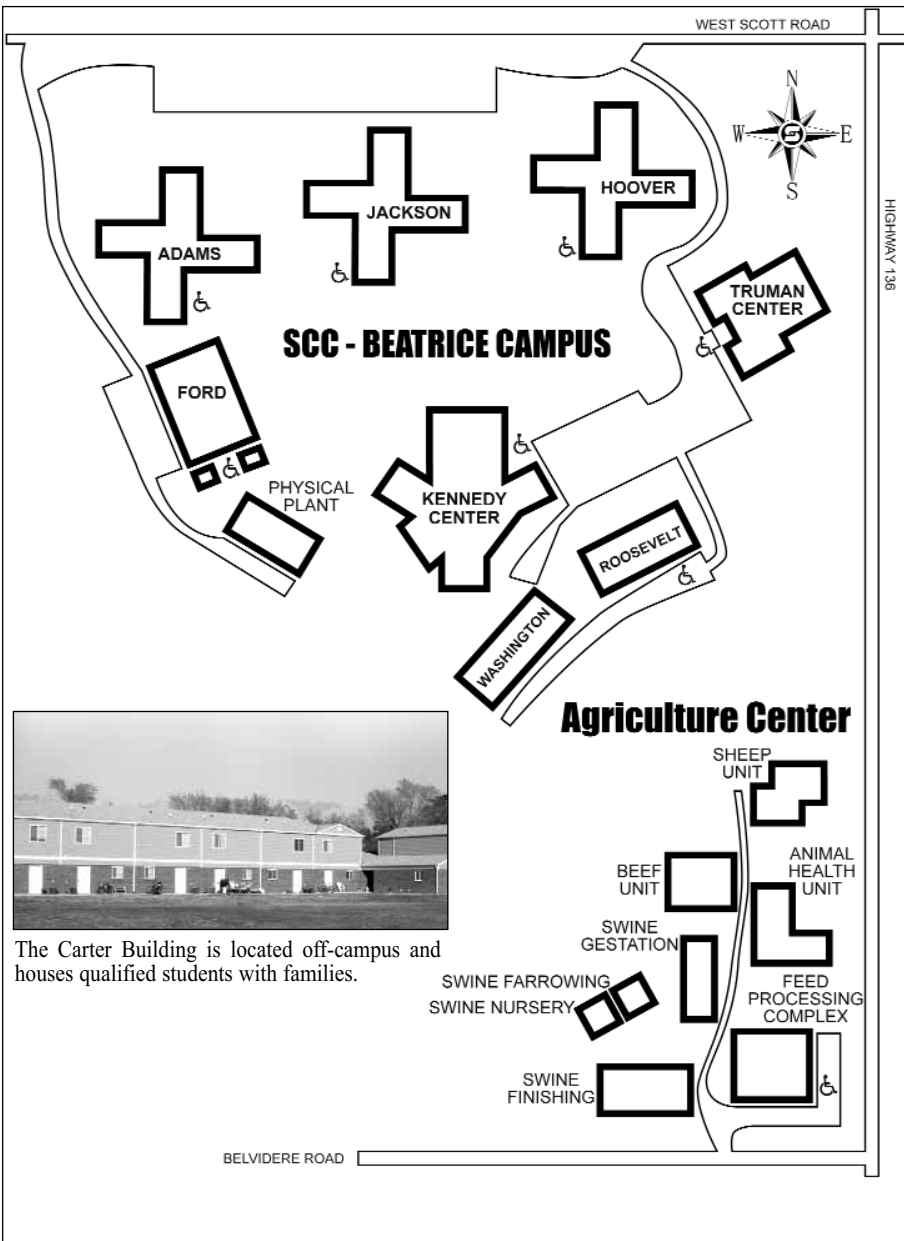 WEST SCOTT ROAD
N
W
E
S
HIGHWAY 136
HOOVER
JACKSON
ADAMS
TRUMAN
CENTER
SCC - BEATRICE CAMPUS
FORD
PHYSICAL
PLANT
KENNEDY
CENTER
ROOSEVELT
WASHINGTON
Agriculture Center
SHEEP
UNIT
BEEF
UNIT
ANIMAL
HEALTH
UNIT
SWINE
GESTATION
SWINE FARROWING
SWINE NURSERY
FEED
PROCESSING
COMPLEX
SWINE
FINISHING
BELVIDERE ROAD
The Carter Building is located off-campus and
houses qualified students with families.